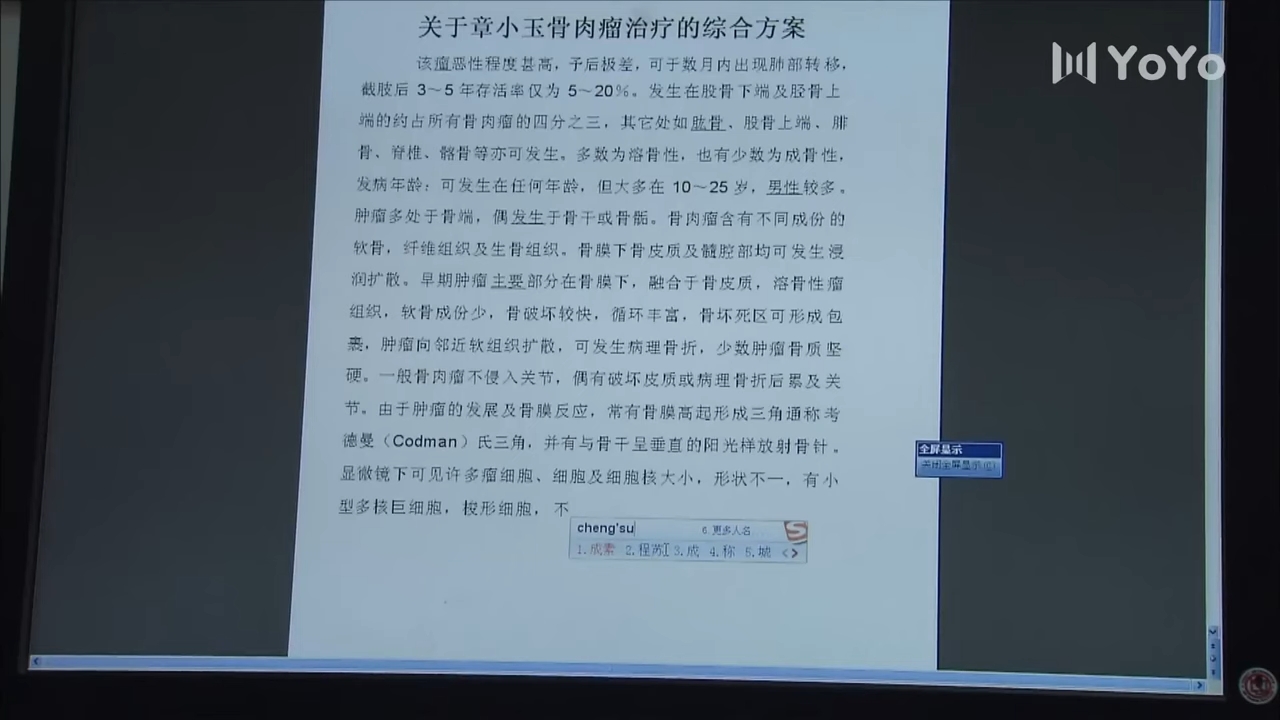 关于章小玉骨肉瘤治疗的综合方案
该瘤恶性程度甚高，予后极差，可于数月内出现肺部转移，
截肢后 3～5 年存活率仅为 5～20%。发生在股骨下端及胫骨上
端的约占所有骨肉瘤的四分之三，其它处如肱骨、股骨上端、腓
骨、脊椎、髂骨等亦可发生。多数为溶骨性，也有少数为成骨性，
发病年龄：可发生在任何年龄，但大多在 10～25 岁，男性较多。
肿瘤多处于骨端，偶发生于骨干或骨骺。骨肉瘤含有不同成份的
软骨，纤维组织及生骨组织。骨膜下骨皮质及髓腔部均可发生浸
润扩散。早期肿瘤主要部分在骨膜下，融合于骨皮质，溶骨性瘤
组织，软骨成份少，骨破坏较快，循环丰富，骨坏死区可形成包
裹，肿瘤向邻近软组织扩散，可发生病理骨折，少数肿瘤骨质坚
硬。一般骨肉瘤不侵入关节，偶有破坏皮质或病理骨折后累及关
节。由于肿瘤的发展及骨膜反应，常有骨膜高起形成三角通称考
德曼（Codman）氏三角，并有与骨干呈垂直的阳光样放射骨针。
显微镜下可见许多瘤细胞、细胞及细胞核大小，形状不一，有小
型多核巨细胞，梭形细胞，不
cheng'su 6.更多人名
1.成素 2.程苏 3.成 4.称 5.城
全屏显示
关闭全屏显示(C)
YoYo